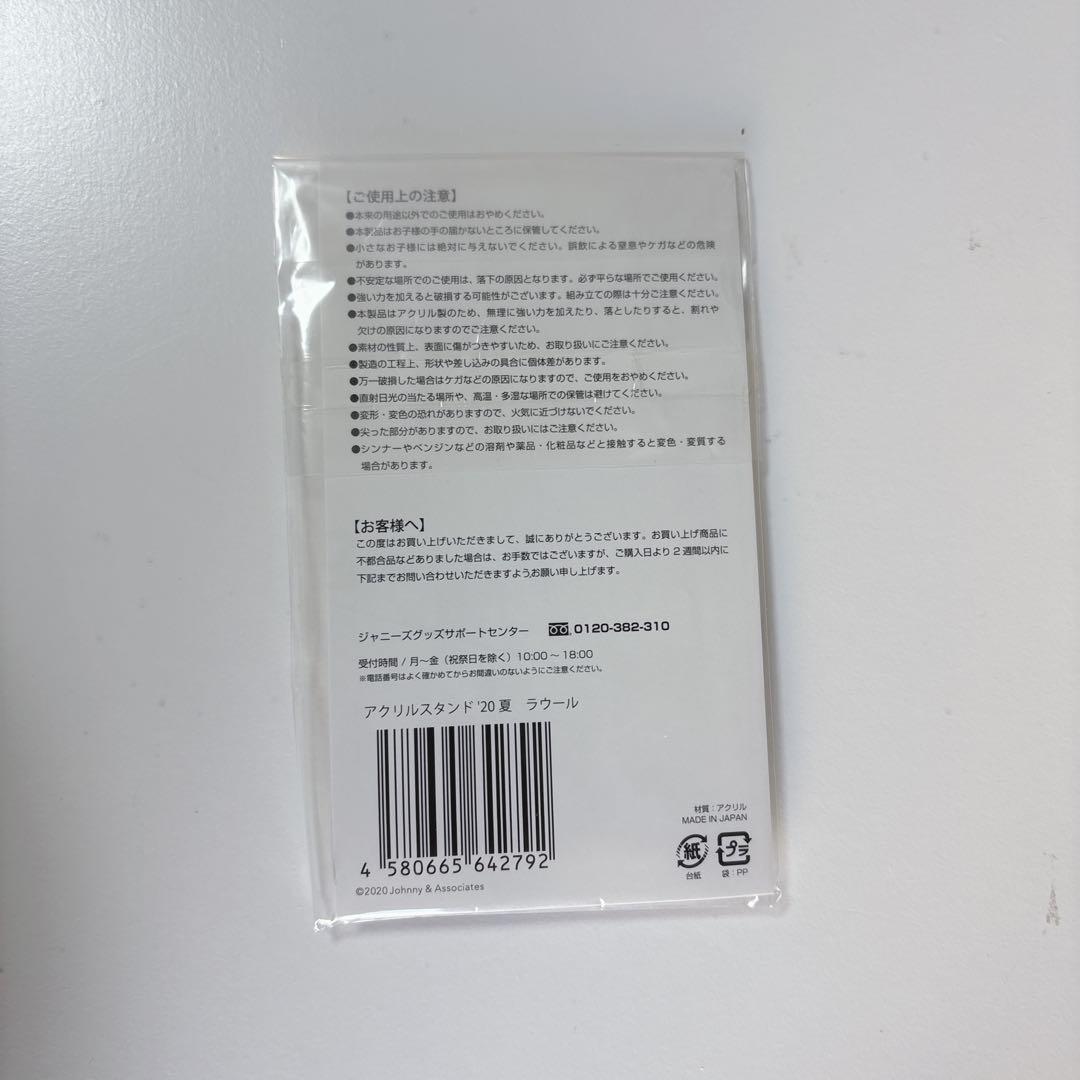 【ご使用上の注意】
●本来の用途以外でのご使用はおやめください。
●本製品はお子様の手の届かないところに保管してください。
●小さなお子様には絶対に与えないでください。誤飲による窒息やケガなどの危険
があります。
●不安定な場所でのご使用は、落下の原因となります。必ず平らな場所でご使用ください。
●強い力を加えると破損する可能性がございます。組み立ての際は十分ご注意ください。
●本製品はアクリル製のため、無理に強い力を加えたり、落としたりすると、割れや
欠けの原因になりますのでご注意ください。
●素材の性質上、表面に傷がつきやすいため、お取り扱いにご注意ください。
●製造の工程上、形状や差し込みの具合に個体差があります。
●万一破損した場合はケガなどの原因になりますので、ご使用をおやめください。
●直射日光の当たる場所や、高温・多湿な場所での保管は避けてください。
●変形・変色の恐れがありますので、火気に近づけないでください。
●尖った部分がありますので、お取り扱いにはご注意ください。
●シンナーやベンジンなどの溶剤や薬品・化粧品などと接触すると変色・変質する
場合があります。
【お客様へ】
この度はお買い上げいただきまして、誠にありがとうございます。お買い上げ商品に
不都合品などありました場合は、お手数ではございますが、ご購入日より2週間以内に
下記までお問い合わせいただきますよう､お願い申し上げます。
ジャニーズグッズサポートセンター 0120-382-310
受付時間 / 月～金（祝祭日を除く）10:00～18:00
※電話番号はよく確かめてからお間違いのないようにご注意ください。
アクリルスタンド '20 夏 ラウール
4 580665 642792
©2020 Johnny & Associates
材質：アクリル
MADE IN JAPAN
紙 プラ
台紙 袋：PP